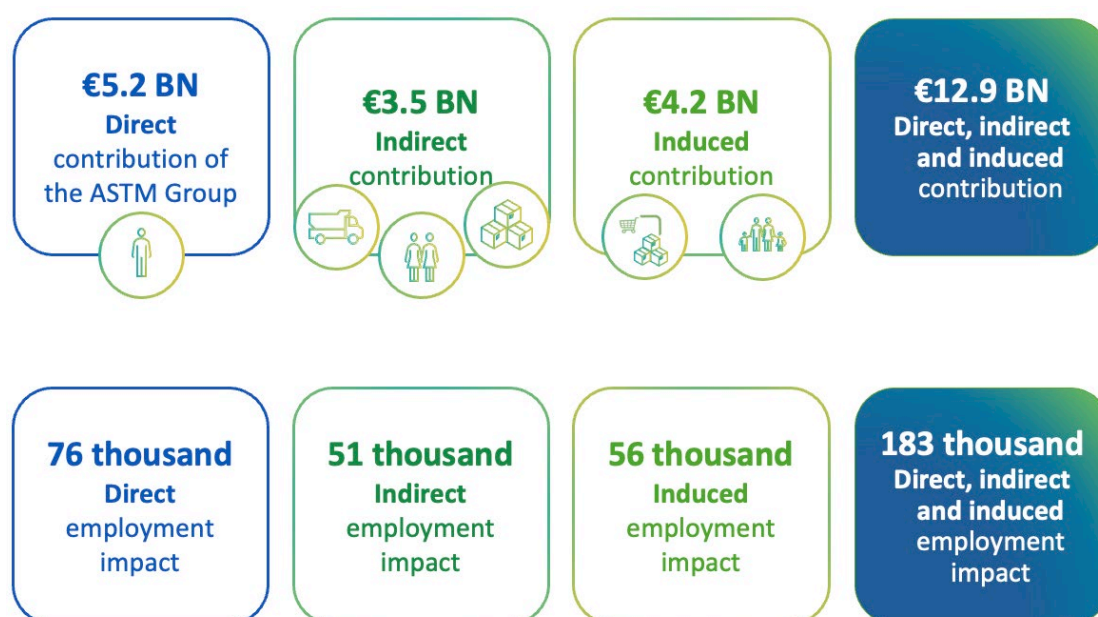 €5.2 BN
Direct
contribution of
the ASTM Group
€3.5 BN
Indirect
contribution
€4.2 BN
Induced
contribution
€12.9 BN
Direct, indirect
and induced
contribution
76 thousand
Direct
employment
impact
51 thousand
Indirect
employment
impact
56 thousand
Induced
employment
impact
183 thousand
Direct, indirect
and induced
employment
impact